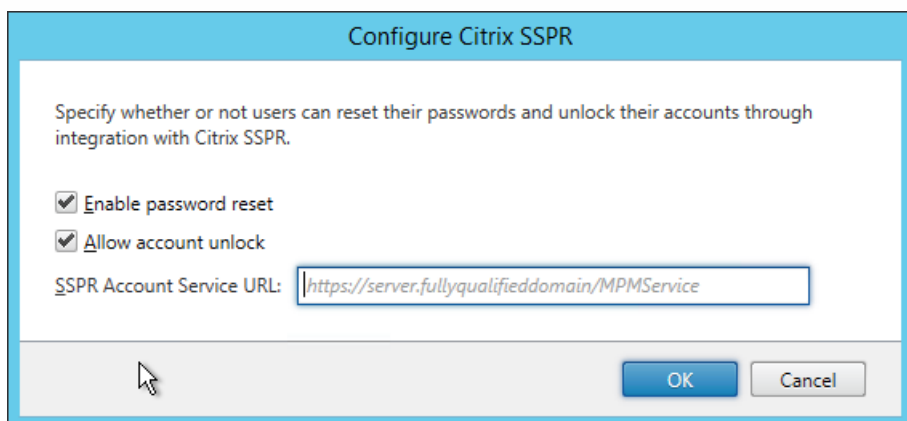 Configure Citrix SSPR
Specify whether or not users can reset their passwords and unlock their accounts through
integration with Citrix SSPR.
Enable password reset
Allow account unlock
SSPR Account Service URL: https://server.fullyqualifieddomain/MPMService
OK Cancel